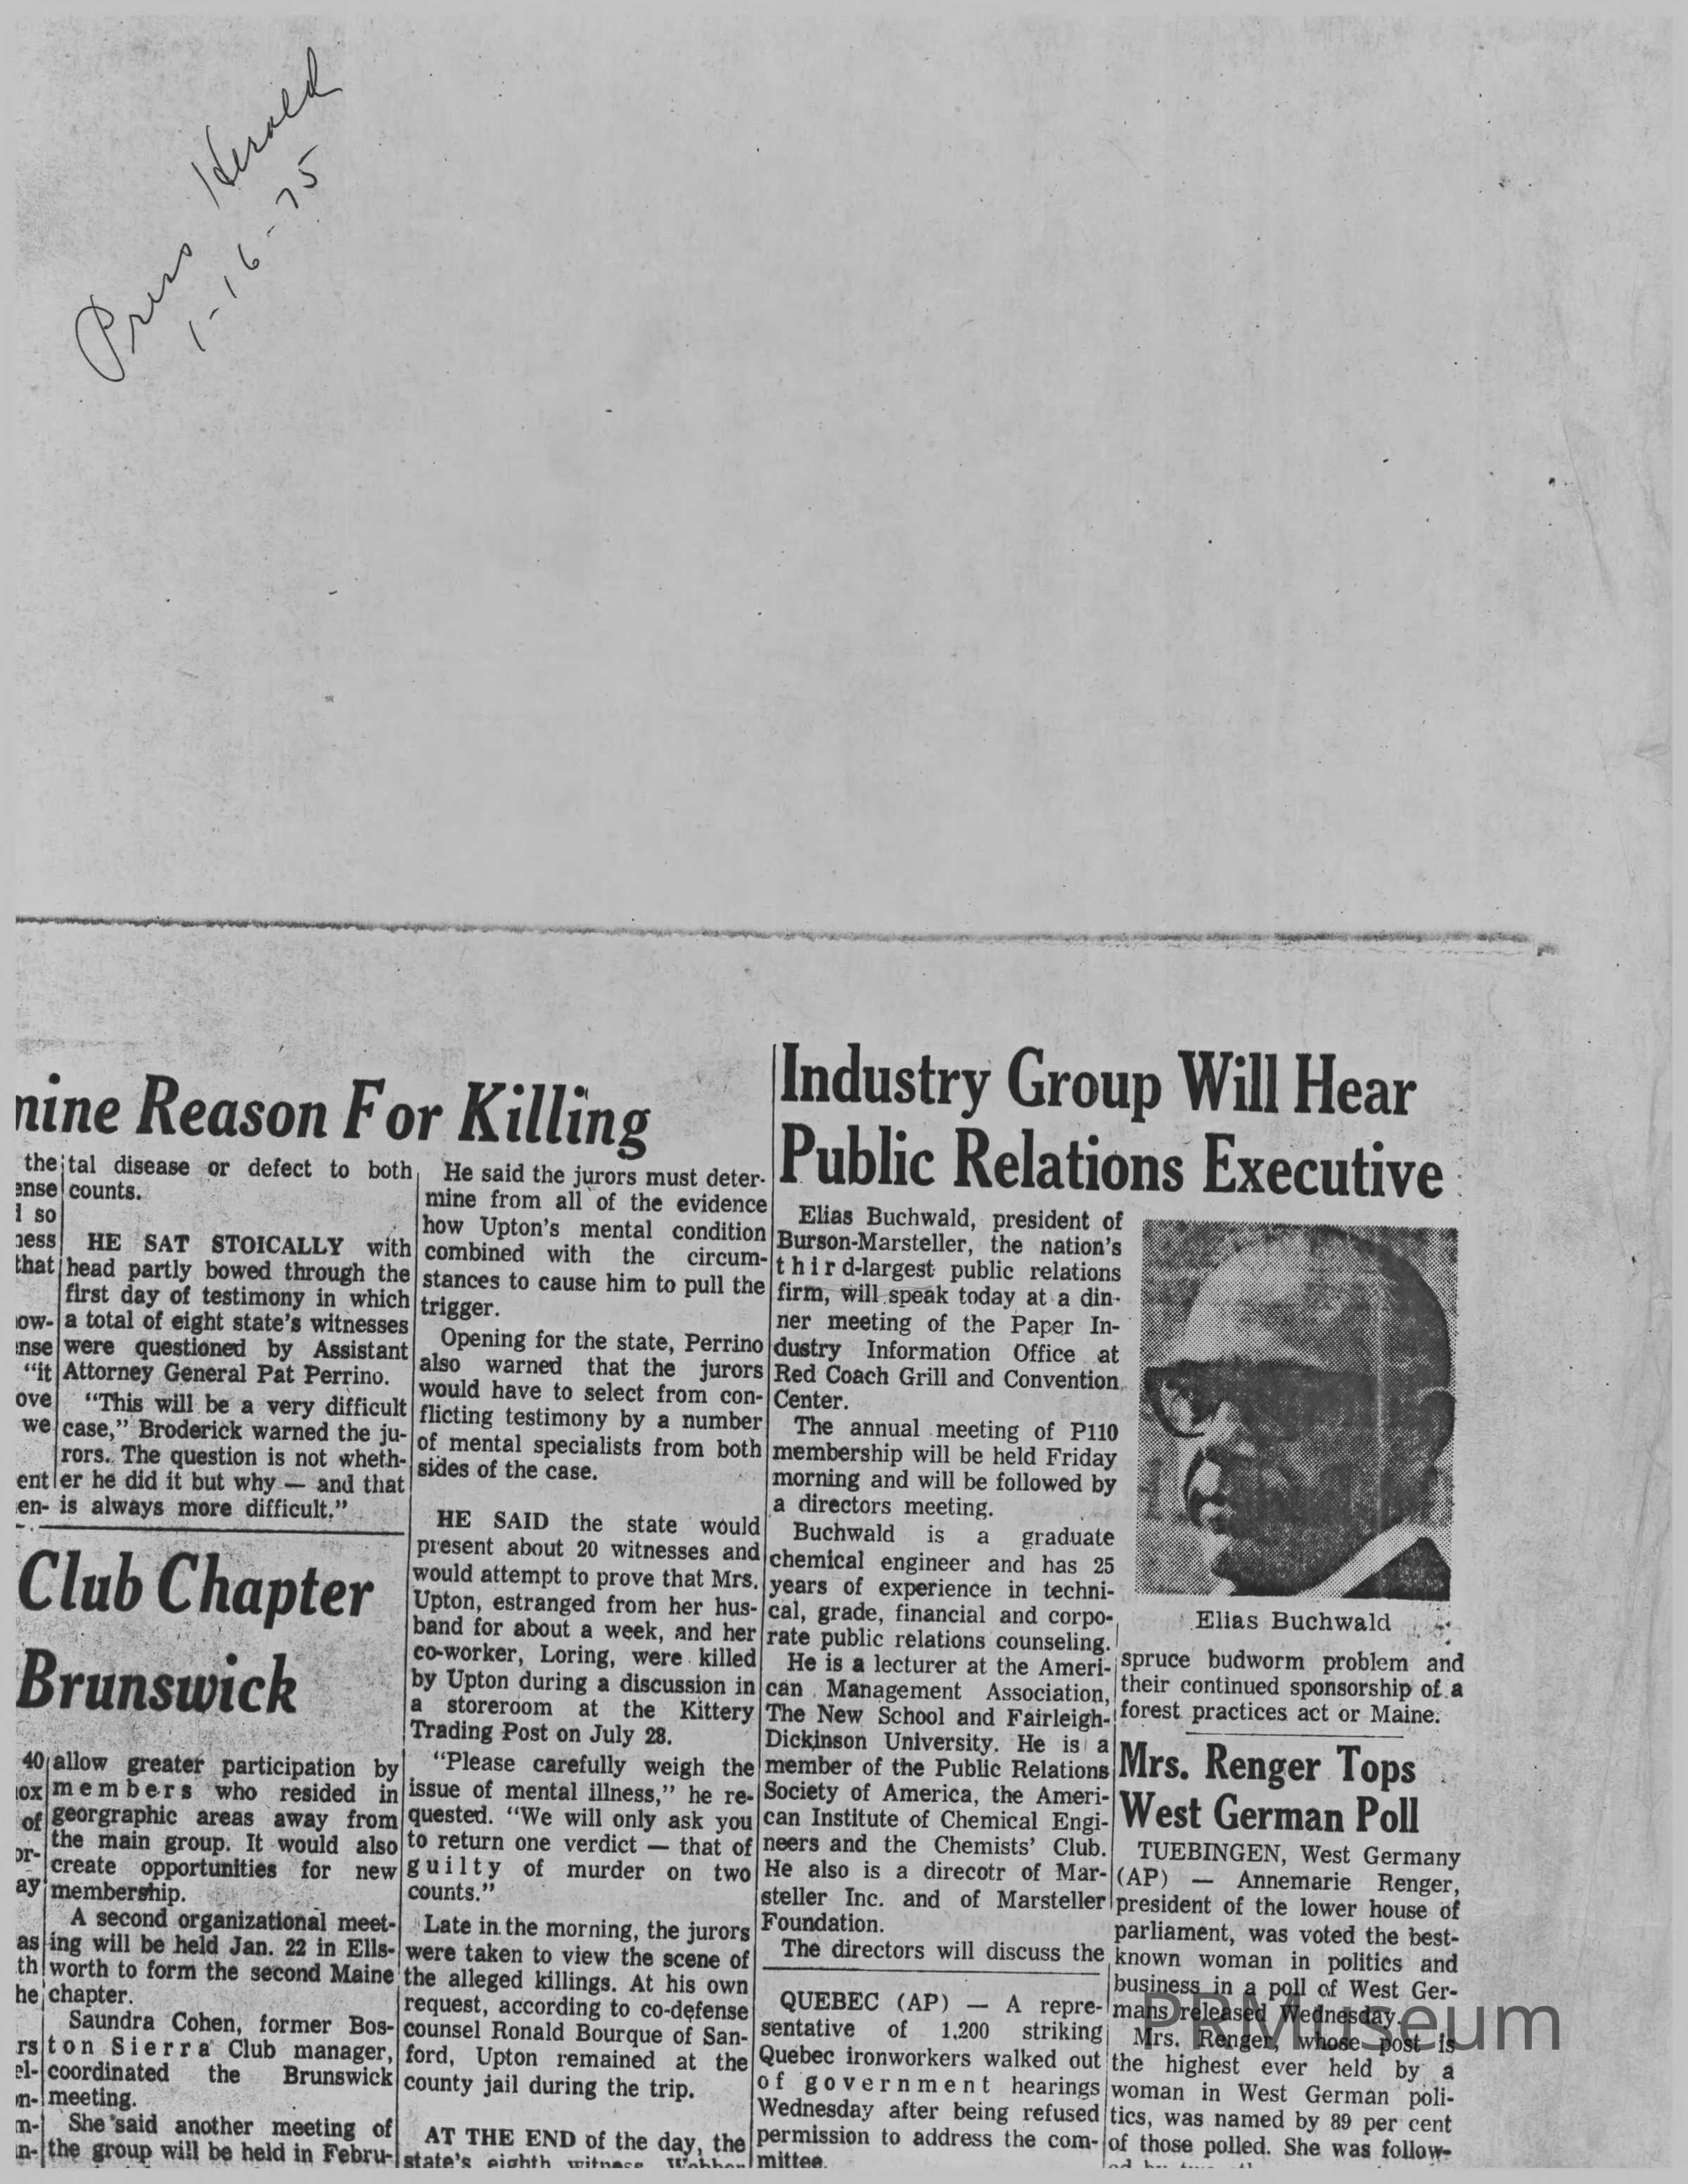 Press Herald
1-16-75
nine Reason For Killing
the
ense
so
ness
that
ow-
nse
"it
ove
we
ent
en-
tal disease or defect to both
counts.
HE SAT STOICALLY with
head partly bowed through the
first day of testimony in which
a total of eight state's witnesses
were questioned by Assistant
Attorney General Pat Perrino.
"This will be a very difficult
case," Broderick warned the ju-
rors. The question is not wheth-
er he did it but why — and that
is always more difficult."
Club Chapter
Brunswick
40
ox
of
or-
ay
as
th
he
rs
el-
on-
m-
in-
allow greater participation by
members who resided in
georgraphic areas away from
the main group. It would also
create opportunities for new
membership.
A second organizational meet-
ing will be held Jan. 22 in Ells-
worth to form the second Maine
chapter.
Saundra Cohen, former Bos-
ton Sierra Club manager,
coordinated the Brunswick
meeting.
She said another meeting of
the group will be held in Febru-
He said the jurors must deter-
mine from all of the evidence
how Upton's mental condition
combined with the circum-
stances to cause him to pull the
trigger.
Opening for the state, Perrino
also warned that the jurors
would have to select from con-
flicting testimony by a number
of mental specialists from both
sides of the case.
HE SAID the state would
present about 20 witnesses and
would attempt to prove that Mrs.
Upton, estranged from her hus-
band for about a week, and her
co-worker, Loring, were killed
by Upton during a discussion in
a storeroom at the Kittery
Trading Post on July 28.
"Please carefully weigh the
issue of mental illness," he re-
quested. "We will only ask you
to return one verdict — that of
guilty of murder on two
counts."
Late in the morning, the jurors
were taken to view the scene of
the alleged killings. At his own
request, according to co-defense
counsel Ronald Bourque of San-
ford, Upton remained at the
county jail during the trip.
AT THE END of the day, the
state's eighth witness, Webber
Industry Group Will Hear
Public Relations Executive
Elias Buchwald, president of
Burson-Marsteller, the nation's
third-largest public relations
firm, will speak today at a din-
ner meeting of the Paper In-
dustry Information Office at
Red Coach Grill and Convention
Center.
The annual meeting of P110
membership will be held Friday
morning and will be followed by
a directors meeting.
Buchwald is a graduate
chemical engineer and has 25
years of experience in techni-
cal, grade, financial and corpo-
rate public relations counseling.
He is a lecturer at the Ameri-
can Management Association,
The New School and Fairleigh-
Dickinson University. He is a
member of the Public Relations
Society of America, the Ameri-
can Institute of Chemical Engi-
neers and the Chemists' Club.
He also is a direcotr of Mar-
steller Inc. and of Marsteller
Foundation.
The directors will discuss the
Elias Buchwald
spruce budworm problem and
their continued sponsorship of a
forest practices act or Maine.
QUEBEC (AP) — A repre-
sentative of 1,200 striking
Quebec ironworkers walked out
of government hearings
Wednesday after being refused
permission to address the com-
mittee.
Mrs. Renger Tops
West German Poll
TUEBINGEN, West Germany
(AP) — Annemarie Renger,
president of the lower house of
parliament, was voted the best-
known woman in politics and
business in a poll of West Ger-
mans released Wednesday.
Mrs. Renger, whose post is
the highest ever held by a
woman in West German poli-
tics, was named by 89 per cent
of those polled. She was follow-
PRMuseum